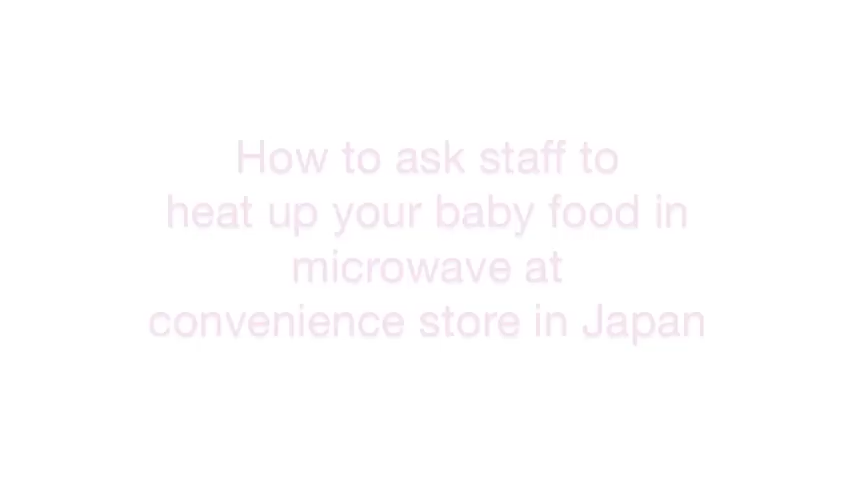 How to ask staff to
heat up your baby food in
microwave at
convenience store in Japan